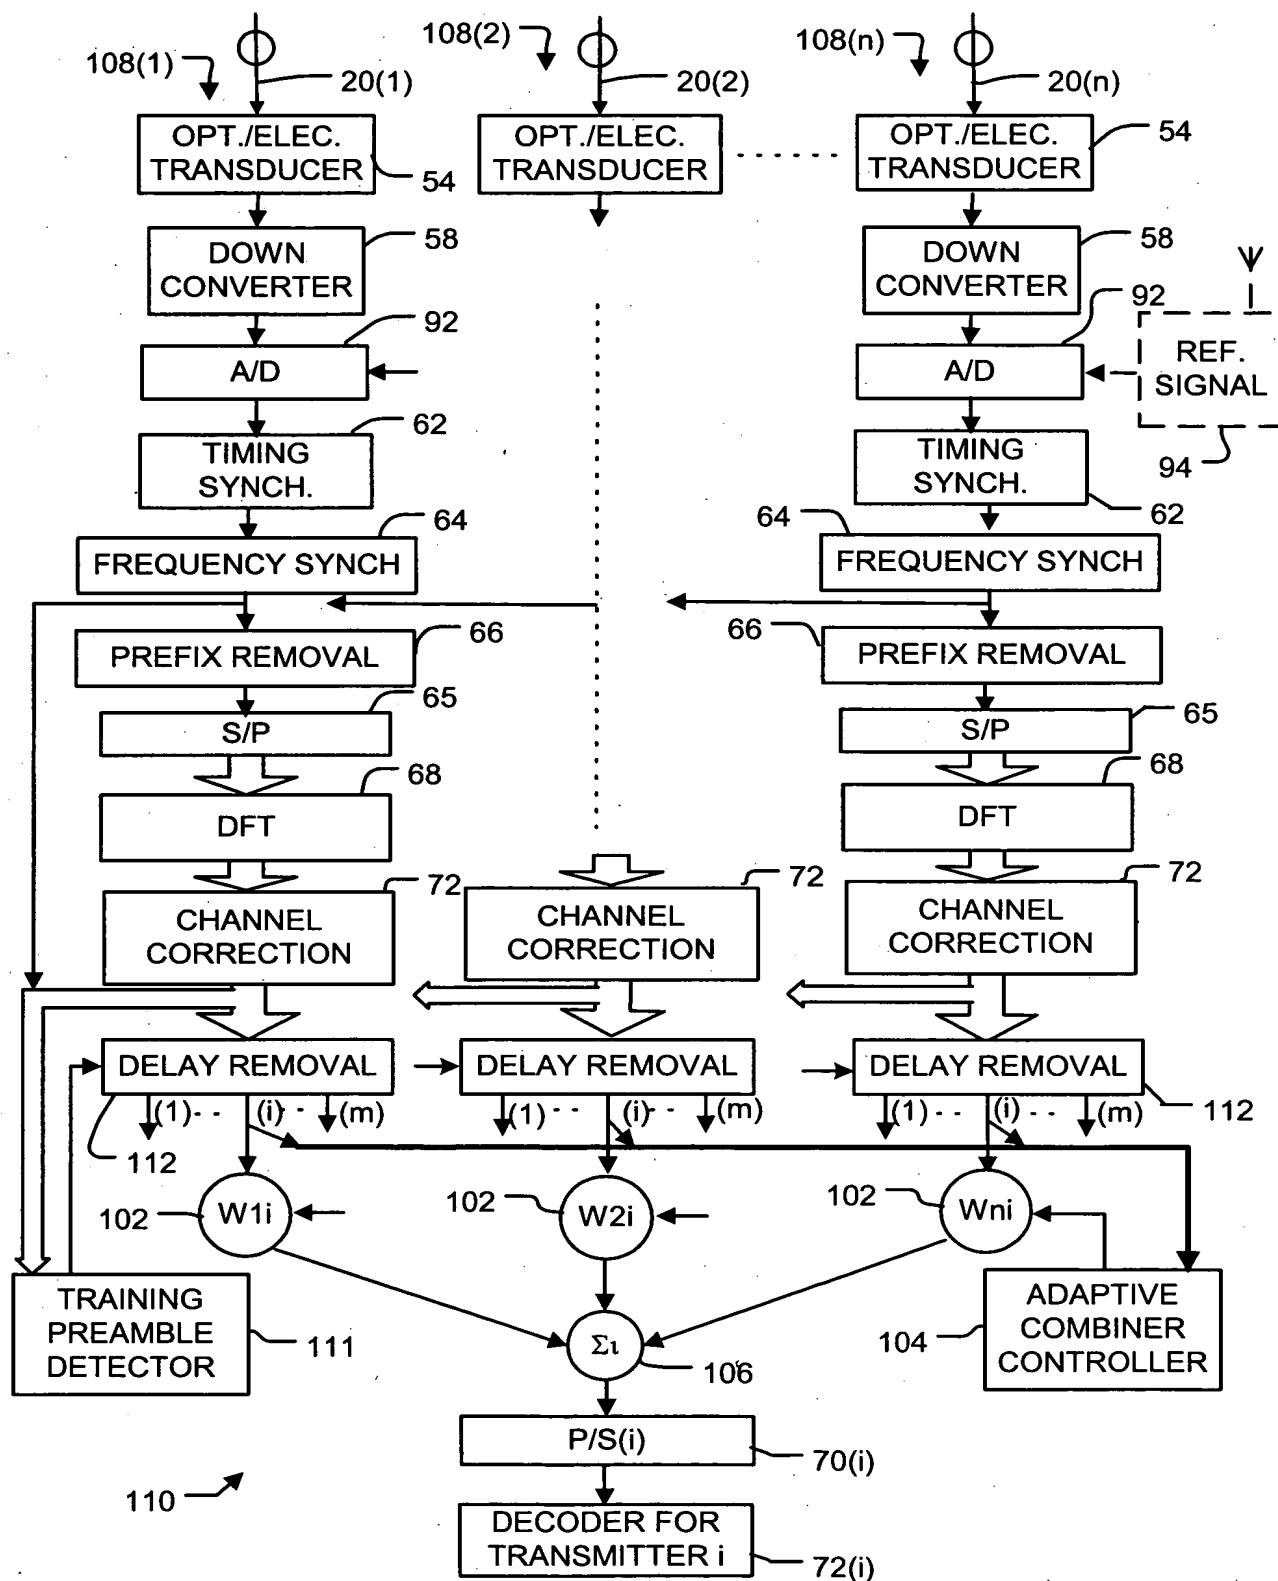 108(1)
20(1)
108(2)
20(2)
108(n)
20(n)
OPT./ELEC.
TRANSDUCER
54
OPT./ELEC.
TRANSDUCER
OPT./ELEC.
TRANSDUCER
54
DOWN
CONVERTER
58
DOWN
CONVERTER
58
A/D
92
A/D
92
REF.
SIGNAL
94
TIMING
SYNCH.
62
TIMING
SYNCH.
62
FREQUENCY SYNCH
64
FREQUENCY SYNCH
64
PREFIX REMOVAL
66
PREFIX REMOVAL
66
S/P
65
S/P
65
DFT
68
DFT
68
CHANNEL
CORRECTION
72
CHANNEL
CORRECTION
72
CHANNEL
CORRECTION
72
DELAY REMOVAL
DELAY REMOVAL
DELAY REMOVAL
(1) (i) (m)
(1) (i) (m)
(1) (i) (m)
112
112
102
W1i
102
W2i
102
Wni
TRAINING
PREAMBLE
DETECTOR
111
Σι
106
104
ADAPTIVE
COMBINER
CONTROLLER
P/S(i)
70(i)
110
DECODER FOR
TRANSMITTER i
72(i)